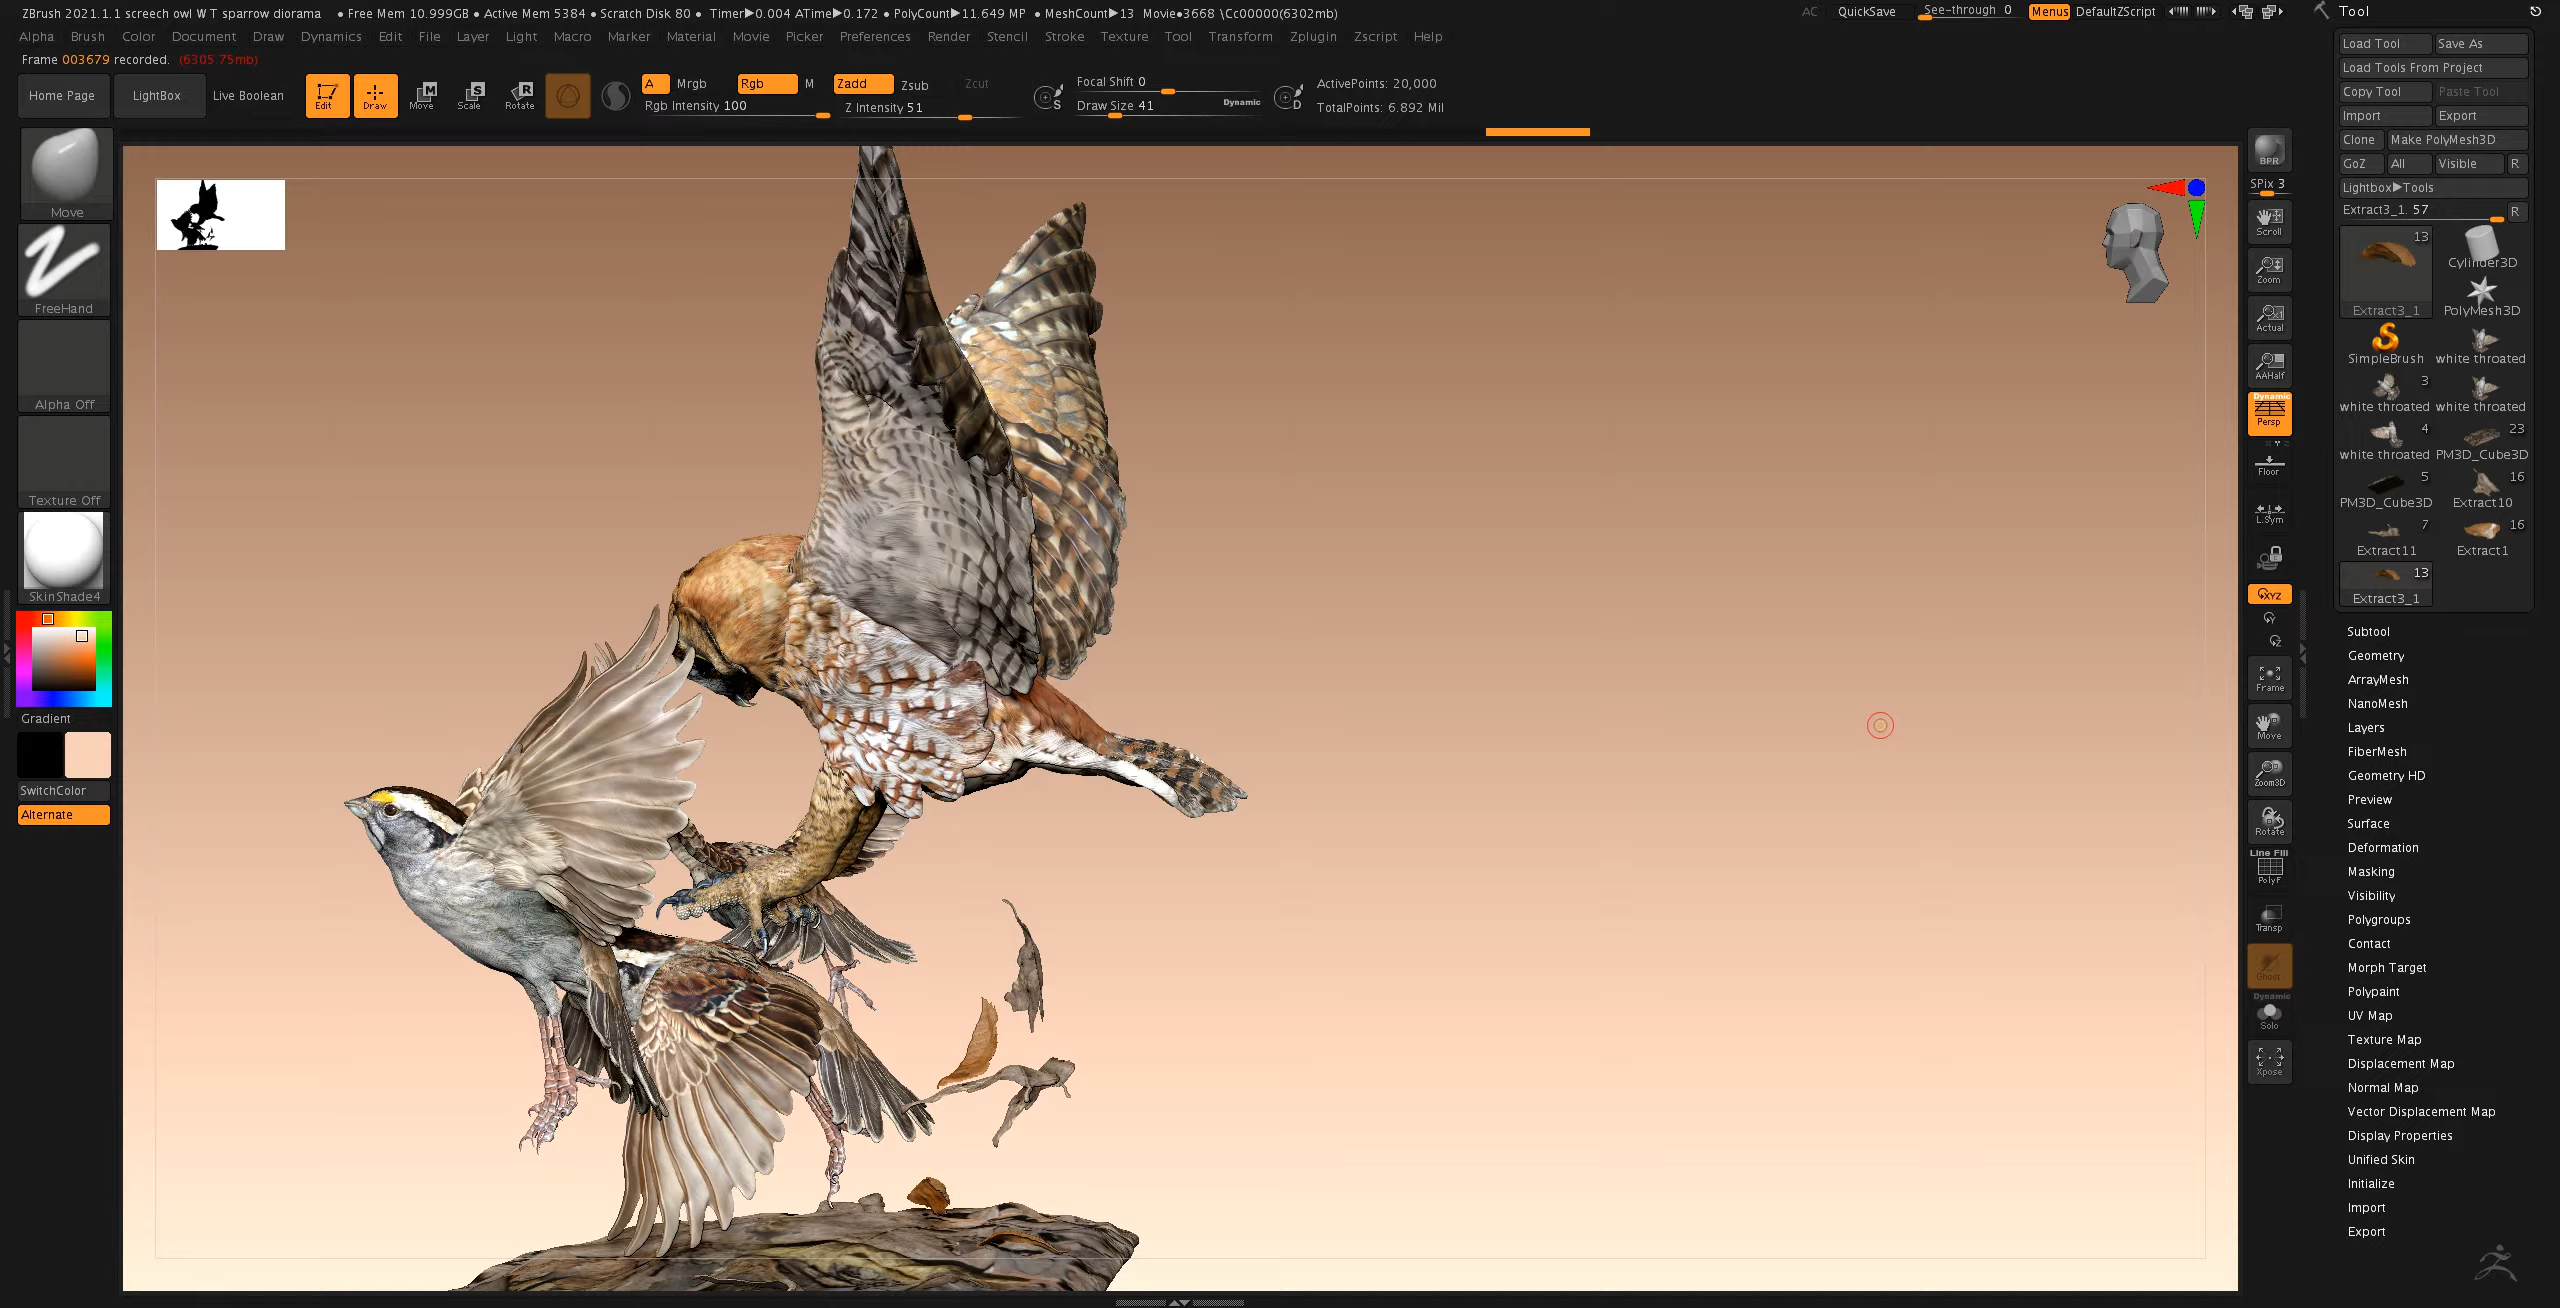 ZBrush 2021.1.1 screech owl W T sparrow diorama • Free Mem 10.999GB • Active Mem 5384 • Scratch Disk 80 • Timer▶0.004 ATime▶0.172 • PolyCount▶11.649 MP • MeshCount▶13 Movie●3668 \Cc00000(6302mb)
AC QuickSave See-through 0 Menus DefaultZScript
Alpha Brush Color Document Draw Dynamics Edit File Layer Light Macro Marker Material Movie Picker Preferences Render Stencil Stroke Texture Tool Transform Zplugin Zscript Help
Frame 003679 recorded. (6305.75mb)
Home Page LightBox Live Boolean
Edit Draw Move Scale Rotate
A Mrgb Rgb M Zadd Zsub Zcut
Rgb Intensity 100 Z Intensity 51
Focal Shift 0
Draw Size 41 Dynamic
ActivePoints: 20,000
TotalPoints: 6.892 Mil
Move
FreeHand
Alpha Off
Texture Off
SkinShade4
Gradient
SwitchColor
Alternate
BPR
SPix 3
Scroll
Zoom
Actual
AAHalf
Dynamic
Persp
Floor
L.Sym
XYZ
Frame
Move
Zoom3D
Rotate
Line Fill
PolyF
Transp
Ghost
Dynamic
Solo
Xpose
Tool
Load Tool Save As
Load Tools From Project
Copy Tool Paste Tool
Import Export
Clone Make PolyMesh3D
GoZ All Visible R
Lightbox▶Tools
Extract3_1. 57 R
13
Cylinder3D
Extract3_1 PolyMesh3D
SimpleBrush white throated
3
white throated white throated
4 23
white throated PM3D_Cube3D
5 16
PM3D_Cube3D Extract10
7 16
Extract11 Extract1
13
Extract3_1
Subtool
Geometry
ArrayMesh
NanoMesh
Layers
FiberMesh
Geometry HD
Preview
Surface
Deformation
Masking
Visibility
Polygroups
Contact
Morph Target
Polypaint
UV Map
Texture Map
Displacement Map
Normal Map
Vector Displacement Map
Display Properties
Unified Skin
Initialize
Import
Export